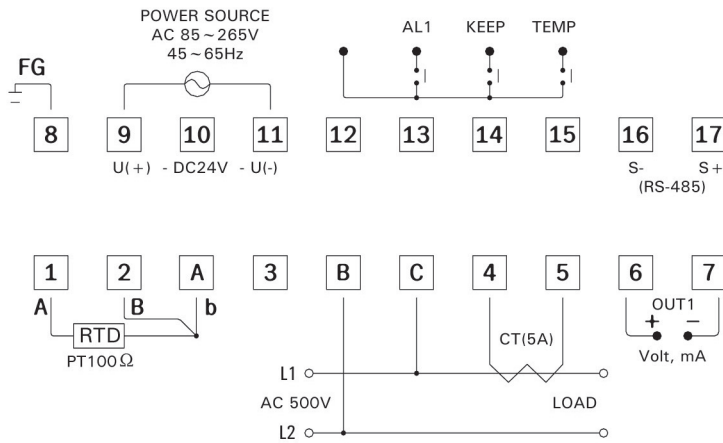 POWER SOURCE
AC 85~265V
45~65Hz
AL1 KEEP TEMP
FG
8 9 10 11 12 13 14 15 16 17
U(+) - DC24V - U(-)
S- S+
(RS-485)
1 2 A 3 B C 4 5 6 7
A B b
OUT1
+ −
RTD
PT100Ω
CT(5A)
Volt, mA
L1
AC 500V
LOAD
L2